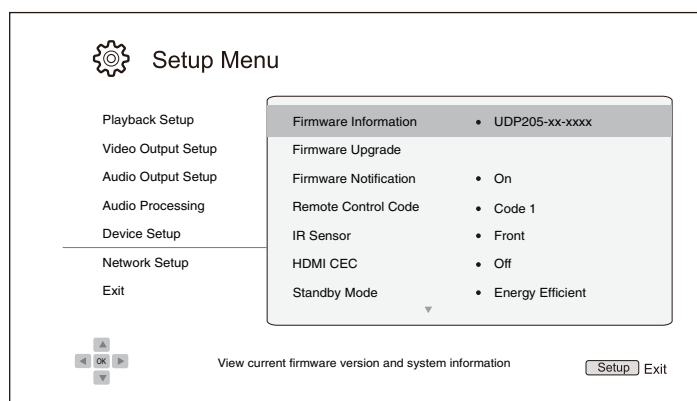 Setup Menu
Playback Setup
Video Output Setup
Audio Output Setup
Audio Processing
Device Setup
Network Setup
Exit
Firmware Information • UDP205-xx-xxxx
Firmware Upgrade
Firmware Notification • On
Remote Control Code • Code 1
IR Sensor • Front
HDMI CEC • Off
Standby Mode • Energy Efficient
OK
View current firmware version and system information
Setup Exit